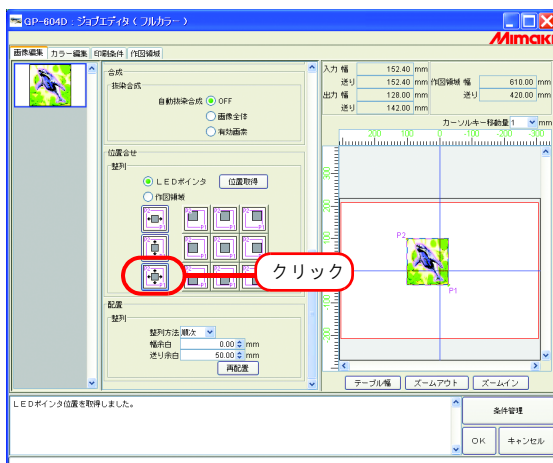 GP-604D：ジョブエディタ（フルカラー）
Mimaki
画像編集 カラー編集 印刷条件 作図領域
合成
抜染合成
自動抜染合成 OFF
画像全体
有効画素
位置合せ
整列
ＬＥＤポインタ 位置取得
作図領域
P2 P1
クリック
配置
整列
整列方法 順次
幅余白 0.00 mm
送り余白 50.00 mm
再配置
入力 幅 152.40 mm
送り 152.40 mm 作図領域 幅 610.00 mm
出力 幅 128.00 mm 送り 420.00 mm
送り 142.00 mm
カーソルキー移動量 1 mm
200 100 0 -100 -200 -300
P2
P1
テーブル幅 ズームアウト ズームイン
ＬＥＤポインタ位置を取得しました。
条件管理
OK キャンセル